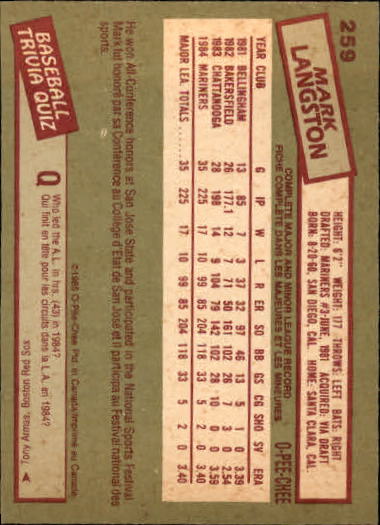 259
MARK
LANGSTON
HEIGHT: 6'2" WEIGHT: 177 THROWS: LEFT BATS: RIGHT
DRAFTED: MARINERS #3-JUNE, 1981 ACQUIRED: VIA DRAFT
BORN: 8-20-60, SAN DIEGO, CAL. HOME: SANTA CLARA, CAL.
COMPLETE MAJOR AND MINOR LEAGUE RECORD
FICHE COMPLÈTE DANS LES MAJEURES ET LES MINEURES
O-PEE-CHEE
YEAR CLUB G IP W L R ER SO BB GS CG SHO SV ERA
1981 BELLINGHAM 13 85 7 3 37 32 97 46 13 5 1 0 3.39
1982 BAKERSFIELD 26 177.1 12 7 71 50 161 102 26 7 3 0 2.54
1983 CHATTANOOGA 28 198 14 9 104 79 142 102 28 10 0 0 3.59
1984 MARINERS 35 225 17 10 99 85 204 118 33 5 2 0 3.40
MAJOR LEA. TOTALS 35 225 17 10 99 85 204 118 33 5 2 0 3.40
He won All-Conference honors at San Jose State and participated in the National Sports Festival
Mark fut honoré par sa Conférence au Collège d'État de San José et il participa au Festival national des
sports.
©1985 O-Pee-Chee Ptd. in Canada/Imprimé au Canada
BASEBALL
TRIVIA QUIZ
Q Who led the A.L. in hrs. (43) in 1984?
Qui finit en tête pour les circuits dans la L.A. en 1984?
A Tony Armas, Boston Red Sox